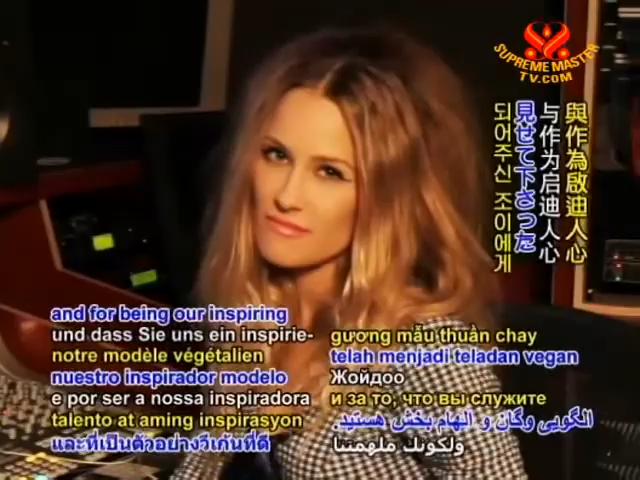 SUPREME MASTER
TV.COM
與作為啟迪人心
与作为启迪人心
見せて下さった
되어주신 조이에게
and for being our inspiring
und dass Sie uns ein inspirie-
notre modèle végétalien
nuestro inspirador modelo
e por ser a nossa inspiradora
talento at aming inspirasyon
และที่เป็นตัวอย่างวีเก้นที่ดี
gương mẫu thuần chay
telah menjadi teladan vegan
Жойдоо
и за то, что вы служите
الگویی وگان و الهام بخش هستید.
ولكونك ملهمتنا